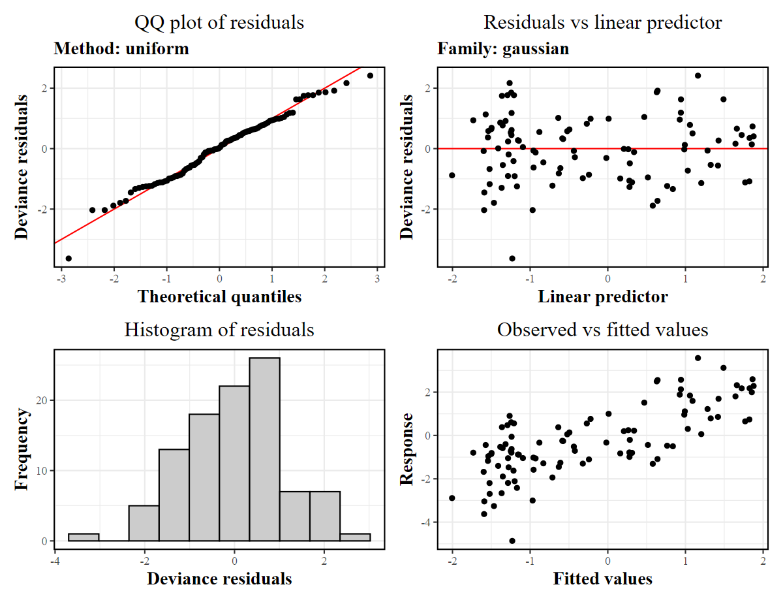 QQ plot of residuals
Method: uniform
Deviance residuals
2
0
-2
-3 -2 -1 0 1 2 3
Theoretical quantiles
Residuals vs linear predictor
Family: gaussian
Deviance residuals
2
0
-2
-2 -1 0 1 2
Linear predictor
Histogram of residuals
Frequency
20
10
0
-4 -2 0 2
Deviance residuals
Observed vs fitted values
Response
2
0
-2
-4
-2 -1 0 1 2
Fitted values